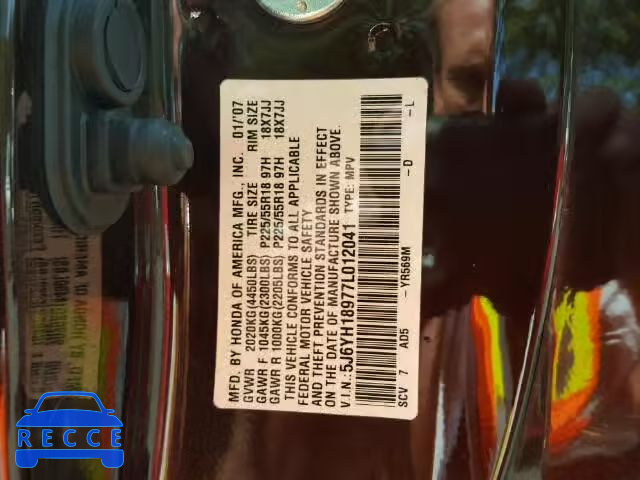 MFD. BY HONDA OF AMERICA MFG., INC. 01/'07
GVWR 2020KG(4450LBS) TIRE SIZE RIM SIZE
GAWR F 1045KG(2300LBS) P225/55R18 97H 18X7JJ
GAWR R 1000KG(2205LBS) P225/55R18 97H 18X7JJ
THIS VEHICLE CONFORMS TO ALL APPLICABLE
FEDERAL MOTOR VEHICLE SAFETY
AND THEFT PREVENTION STANDARDS IN EFFECT
ON THE DATE OF MANUFACTURE SHOWN ABOVE.
V.I.N.: 5J6YH18977L012041 TYPE: MPV
SCV 7 AD5 - YR569M - D - L
RECCE